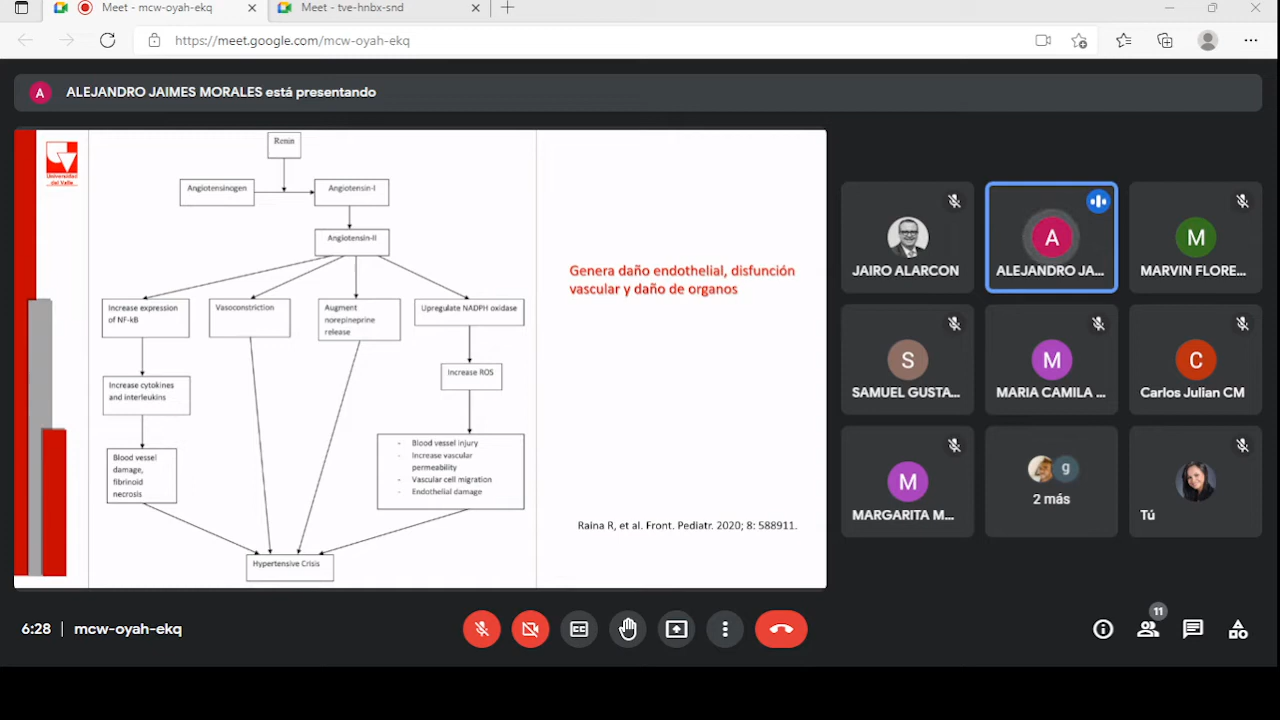 Meet - mcw-oyah-ekq
Meet - tve-hnbx-snd
https://meet.google.com/mcw-oyah-ekq
A
ALEJANDRO JAIMES MORALES está presentando
Universidad
del Valle
Renin
Angiotensinogen
Angiotensin-I
Angiotensin-II
Increase expression
of NF-kB
Vasoconstriction
Augment
norepineprine
release
Upregulate NADPH oxidase
Increase cytokines
and interleukins
Increase ROS
Blood vessel
damage,
fibrinoid
necrosis
- Blood vessel injury
- Increase vascular
permeability
- Vascular cell migration
- Endothelial damage
Hypertensive Crisis
Genera daño endothelial, disfunción
vascular y daño de organos
Raina R, et al. Front. Pediatr. 2020; 8: 588911.
JAIRO ALARCON
A
ALEJANDRO JA...
M
MARVIN FLORE...
S
SAMUEL GUSTA...
M
MARIA CAMILA ...
C
Carlos Julian CM
M
MARGARITA M...
g
2 más
Tú
6:28 | mcw-oyah-ekq
11